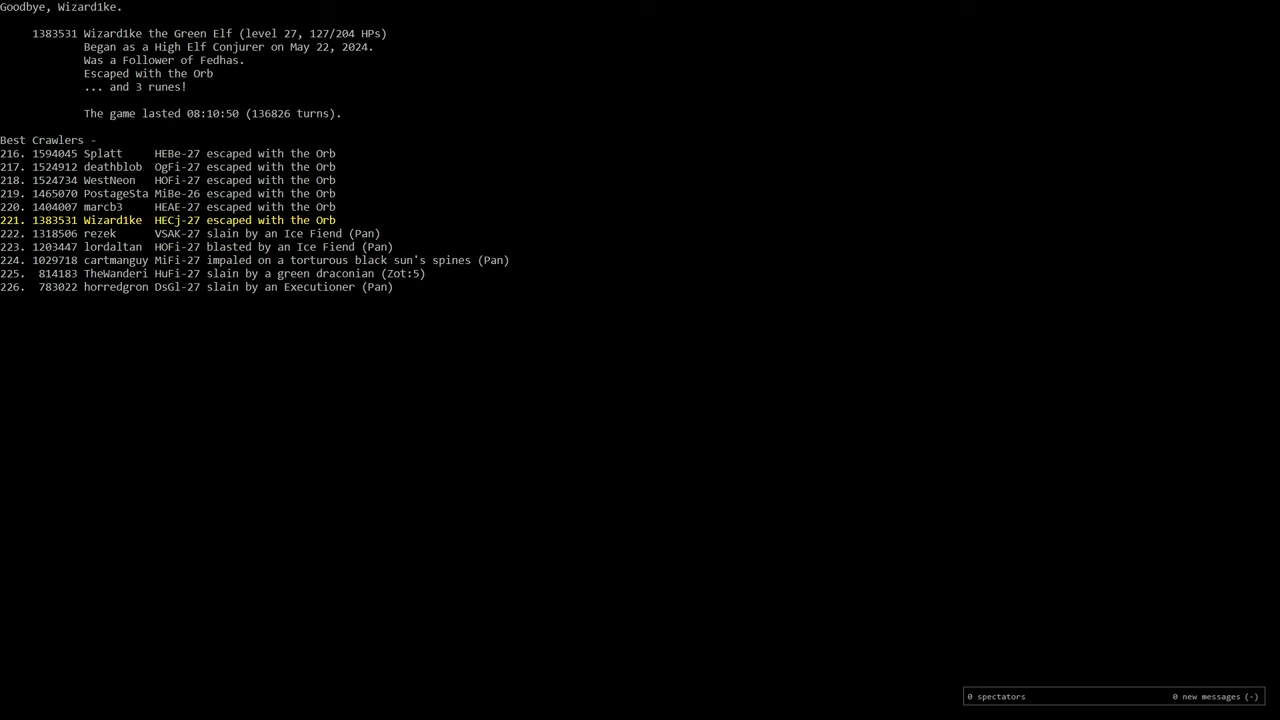 Goodbye, Wizard1ke.
1383531 Wizard1ke the Green Elf (level 27, 127/204 HPs)
Began as a High Elf Conjurer on May 22, 2024.
Was a Follower of Fedhas.
Escaped with the Orb
... and 3 runes!
The game lasted 08:10:50 (136826 turns).
Best Crawlers -
216. 1594045 Splatt HEBe-27 escaped with the Orb
217. 1524912 deathblob OgFi-27 escaped with the Orb
218. 1524734 WestNeon HOFi-27 escaped with the Orb
219. 1465070 PostageSta MiBe-26 escaped with the Orb
220. 1404007 marcb3 HEAE-27 escaped with the Orb
221. 1383531 Wizard1ke HECj-27 escaped with the Orb
222. 1318506 rezek VSAK-27 slain by an Ice Fiend (Pan)
223. 1203447 lordaltan HOFi-27 blasted by an Ice Fiend (Pan)
224. 1029718 cartmanguy MiFi-27 impaled on a torturous black sun's spines (Pan)
225. 814183 TheWanderi HuFi-27 slain by a green draconian (Zot:5)
226. 783022 horredgron DsGl-27 slain by an Executioner (Pan)
0 spectators 0 new messages (-)